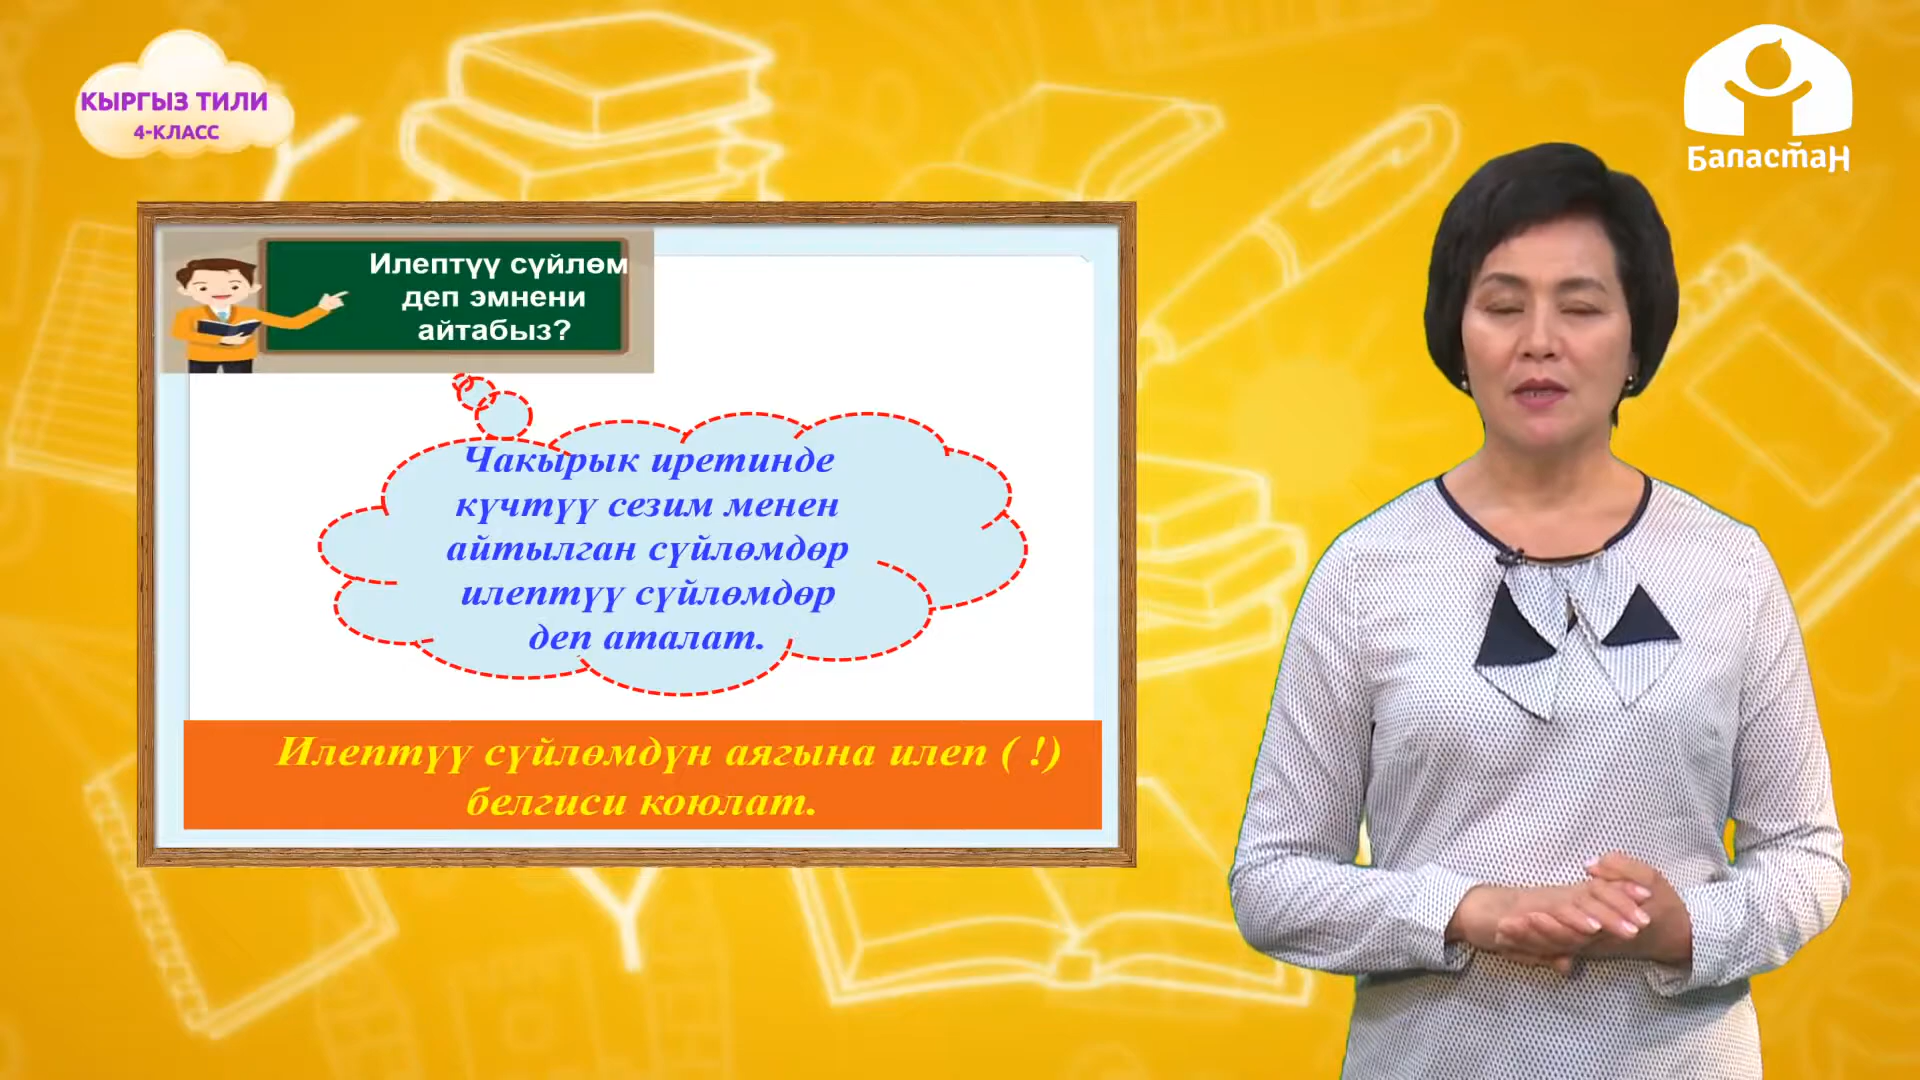 КЫРГЫЗ ТИЛИ
4-КЛАСС
Баластан
Илептүү сүйлөм
деп эмнени
айтабыз?
Чакырык иретинде
күчтүү сезим менен
айтылган сүйлөмдөр
илептүү сүйлөмдөр
деп аталат.
Илептүү сүйлөмдүн аягына илеп ( !)
белгиси коюлат.